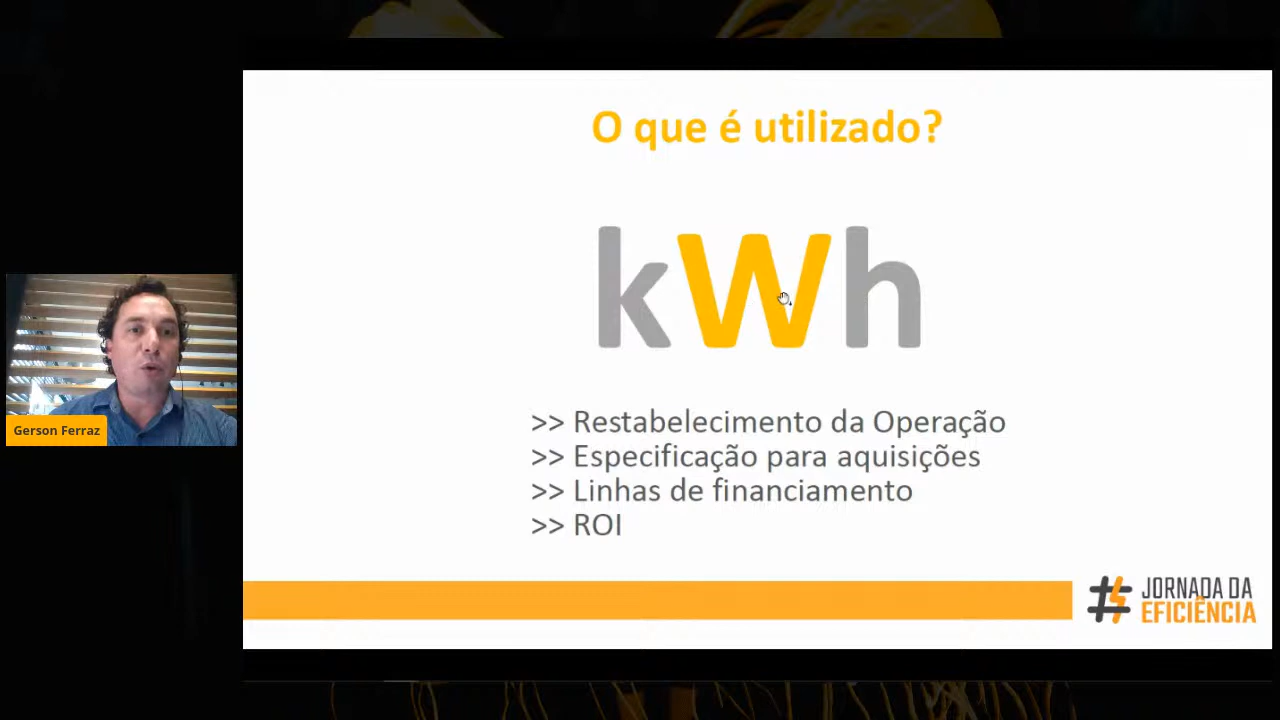 O que é utilizado?
kWh
>> Restabelecimento da Operação
>> Especificação para aquisições
>> Linhas de financiamento
>> ROI
Gerson Ferraz
JORNADA DA
EFICIÊNCIA